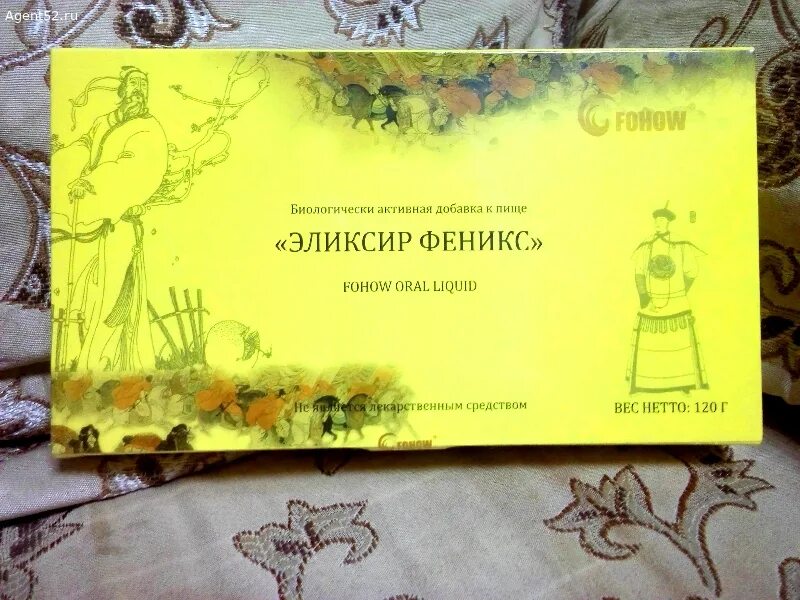 Agent52.ru
FOHOW
Биологически активная добавка к пище
«ЭЛИКСИР ФЕНИКС»
FOHOW ORAL LIQUID
Не является лекарственным средством
ВЕС НЕТТО: 120 Г
FOHOW